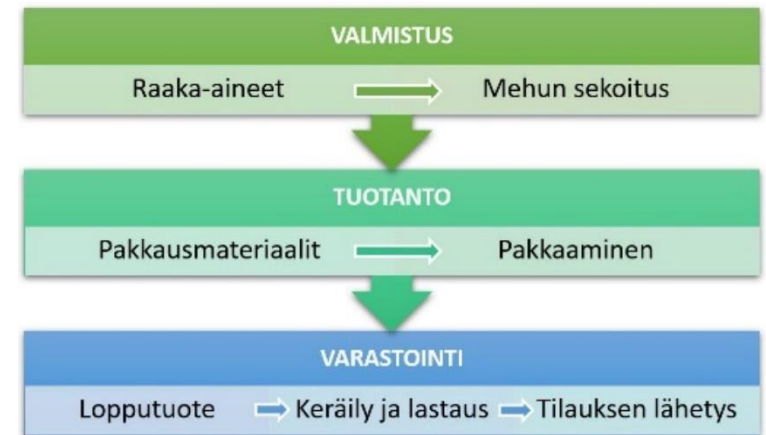 VALMISTUS
Raaka-aineet Mehun sekoitus
TUOTANTO
Pakkausmateriaalit Pakkaaminen
VARASTOINTI
Lopputuote Keräily ja lastaus Tilauksen lähetys